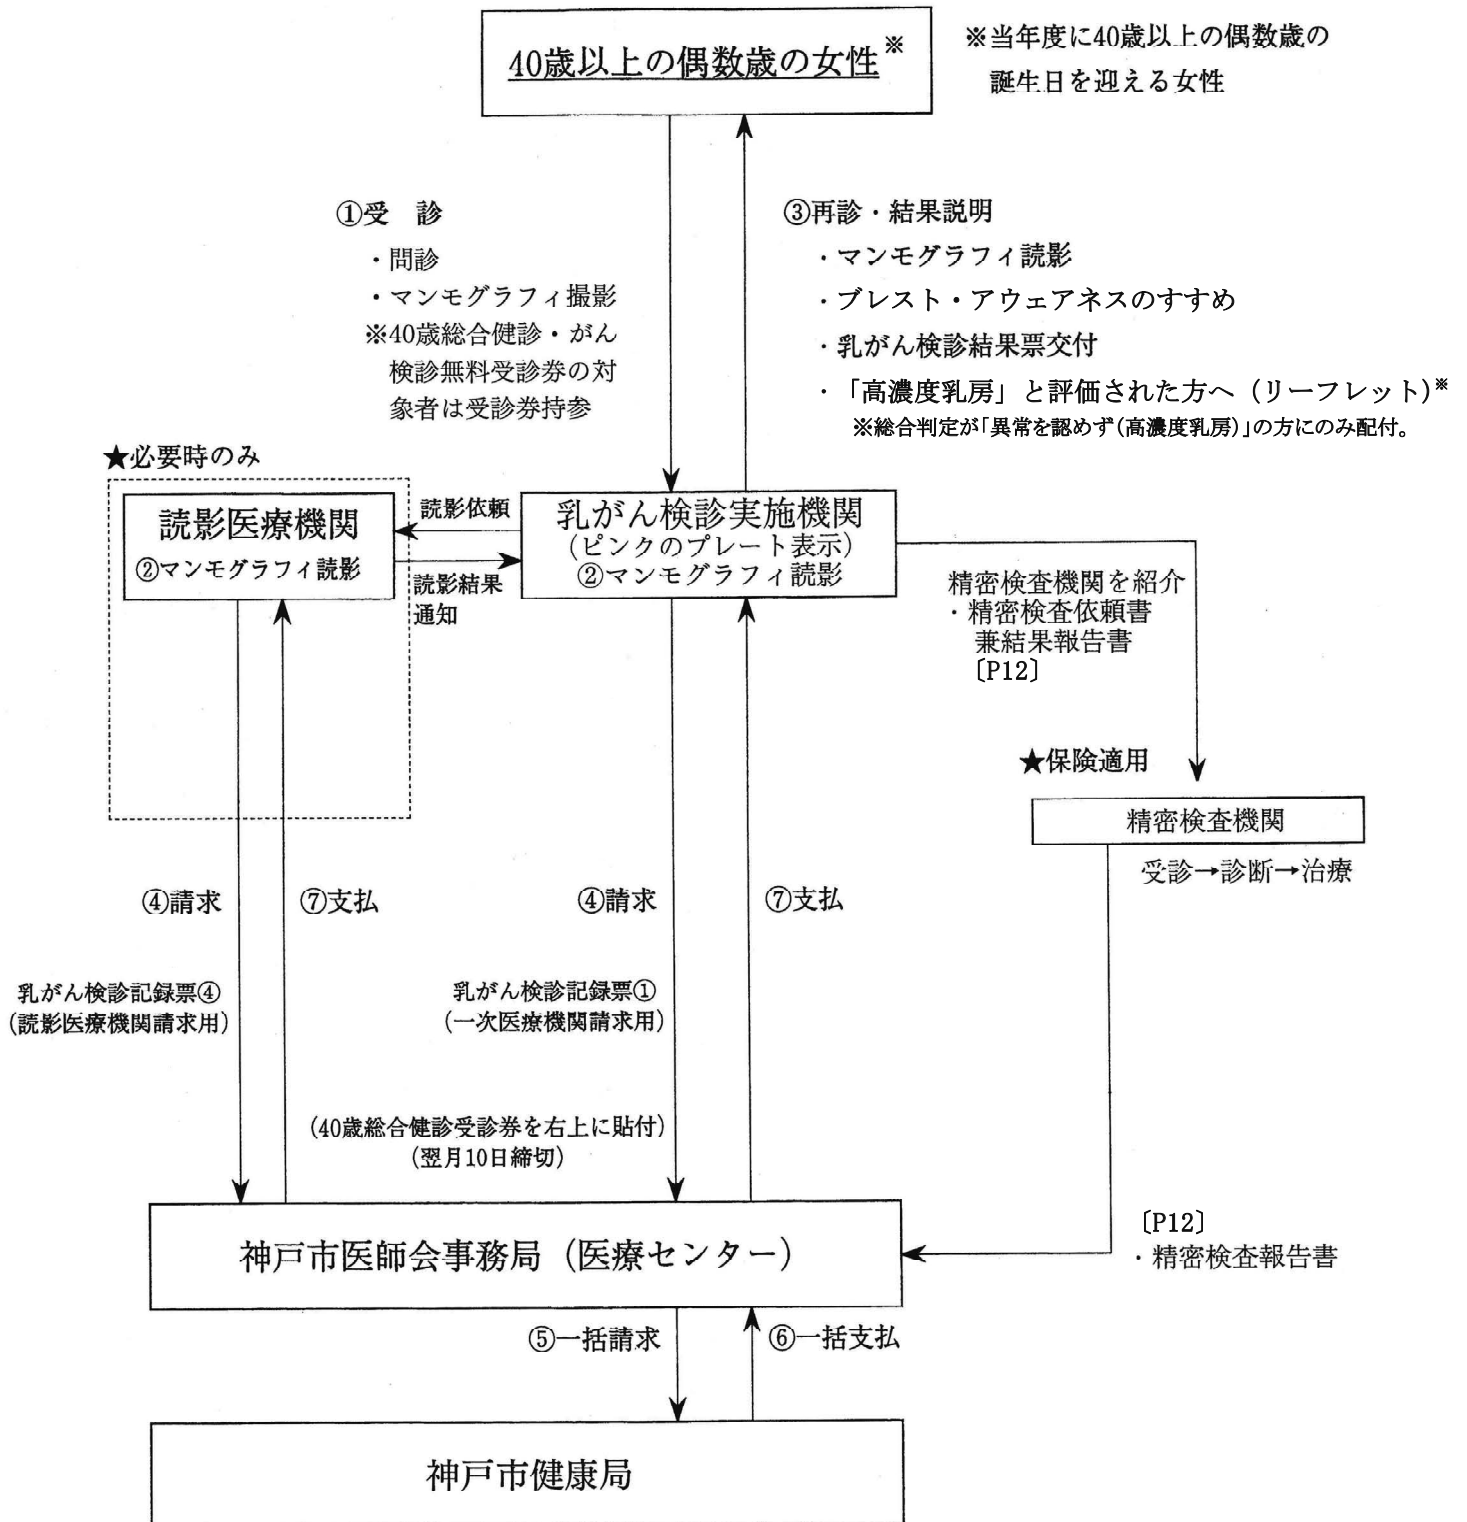 40歳以上の偶数歳の女性※
※当年度に40歳以上の偶数歳の
誕生日を迎える女性
①受　診
・問診
・マンモグラフィ撮影
※40歳総合健診・がん
検診無料受診券の対
象者は受診券持参
③再診・結果説明
・マンモグラフィ読影
・ブレスト・アウェアネスのすすめ
・乳がん検診結果票交付
・「高濃度乳房」と評価された方へ（リーフレット）※
※総合判定が「異常を認めず（高濃度乳房）」の方にのみ配付。
★必要時のみ
読影医療機関
②マンモグラフィ読影
読影依頼
読影結果
通知
乳がん検診実施機関
（ピンクのプレート表示）
②マンモグラフィ読影
精密検査機関を紹介
・精密検査依頼書
兼結果報告書
〔P12〕
★保険適用
精密検査機関
受診→診断→治療
④請求
⑦支払
④請求
⑦支払
乳がん検診記録票④
（読影医療機関請求用）
乳がん検診記録票①
（一次医療機関請求用）
（40歳総合健診受診券を右上に貼付）
（翌月10日締切）
神戸市医師会事務局（医療センター）
〔P12〕
・精密検査報告書
⑤一括請求
⑥一括支払
神戸市健康局